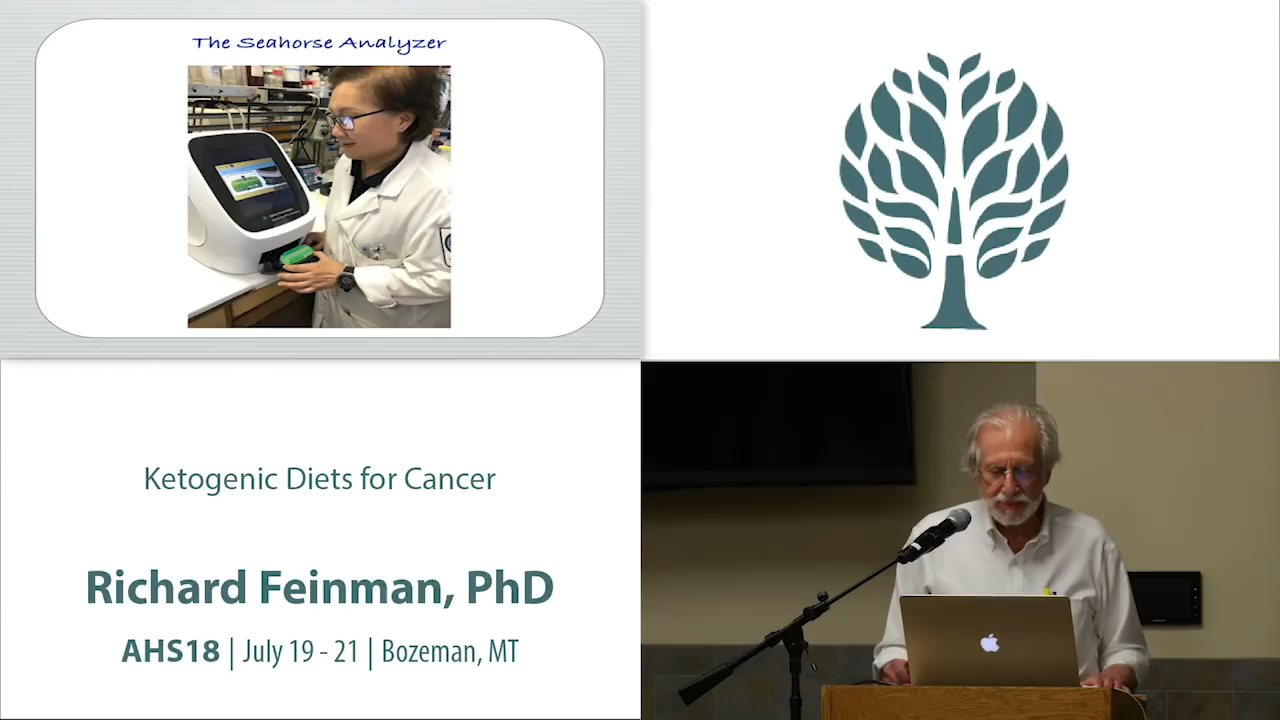 The Seahorse Analyzer
Ketogenic Diets for Cancer
Richard Feinman, PhD
AHS18 | July 19 - 21 | Bozeman, MT